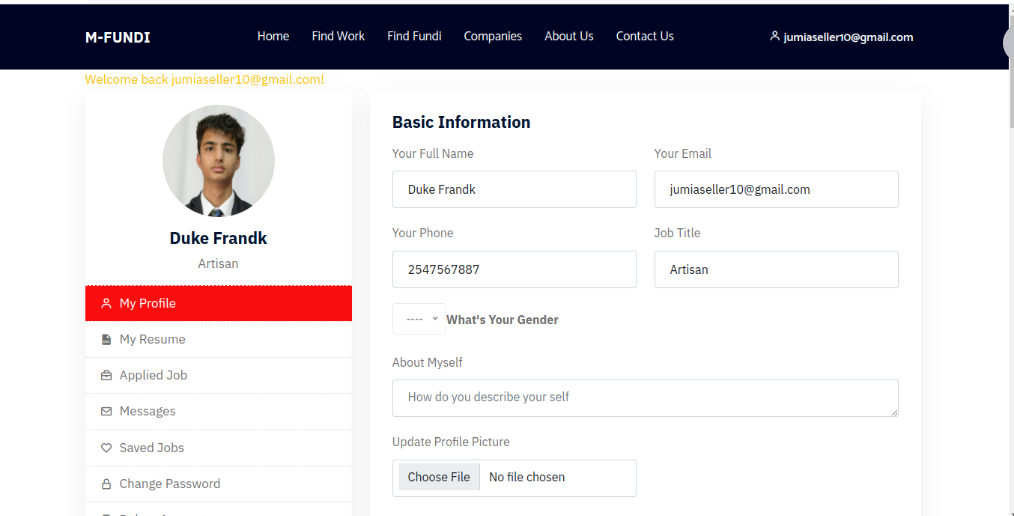 M-FUNDI
Home Find Work Find Fundi Companies About Us Contact Us
jumiaseller10@gmail.com
Welcome back jumiaseller10@gmail.com!
Duke Frandk
Artisan
My Profile
My Resume
Applied Job
Messages
Saved Jobs
Change Password
Basic Information
Your Full Name
Duke Frandk
Your Email
jumiaseller10@gmail.com
Your Phone
2547567887
Job Title
Artisan
---- What's Your Gender
About Myself
How do you describe your self
Update Profile Picture
Choose File No file chosen